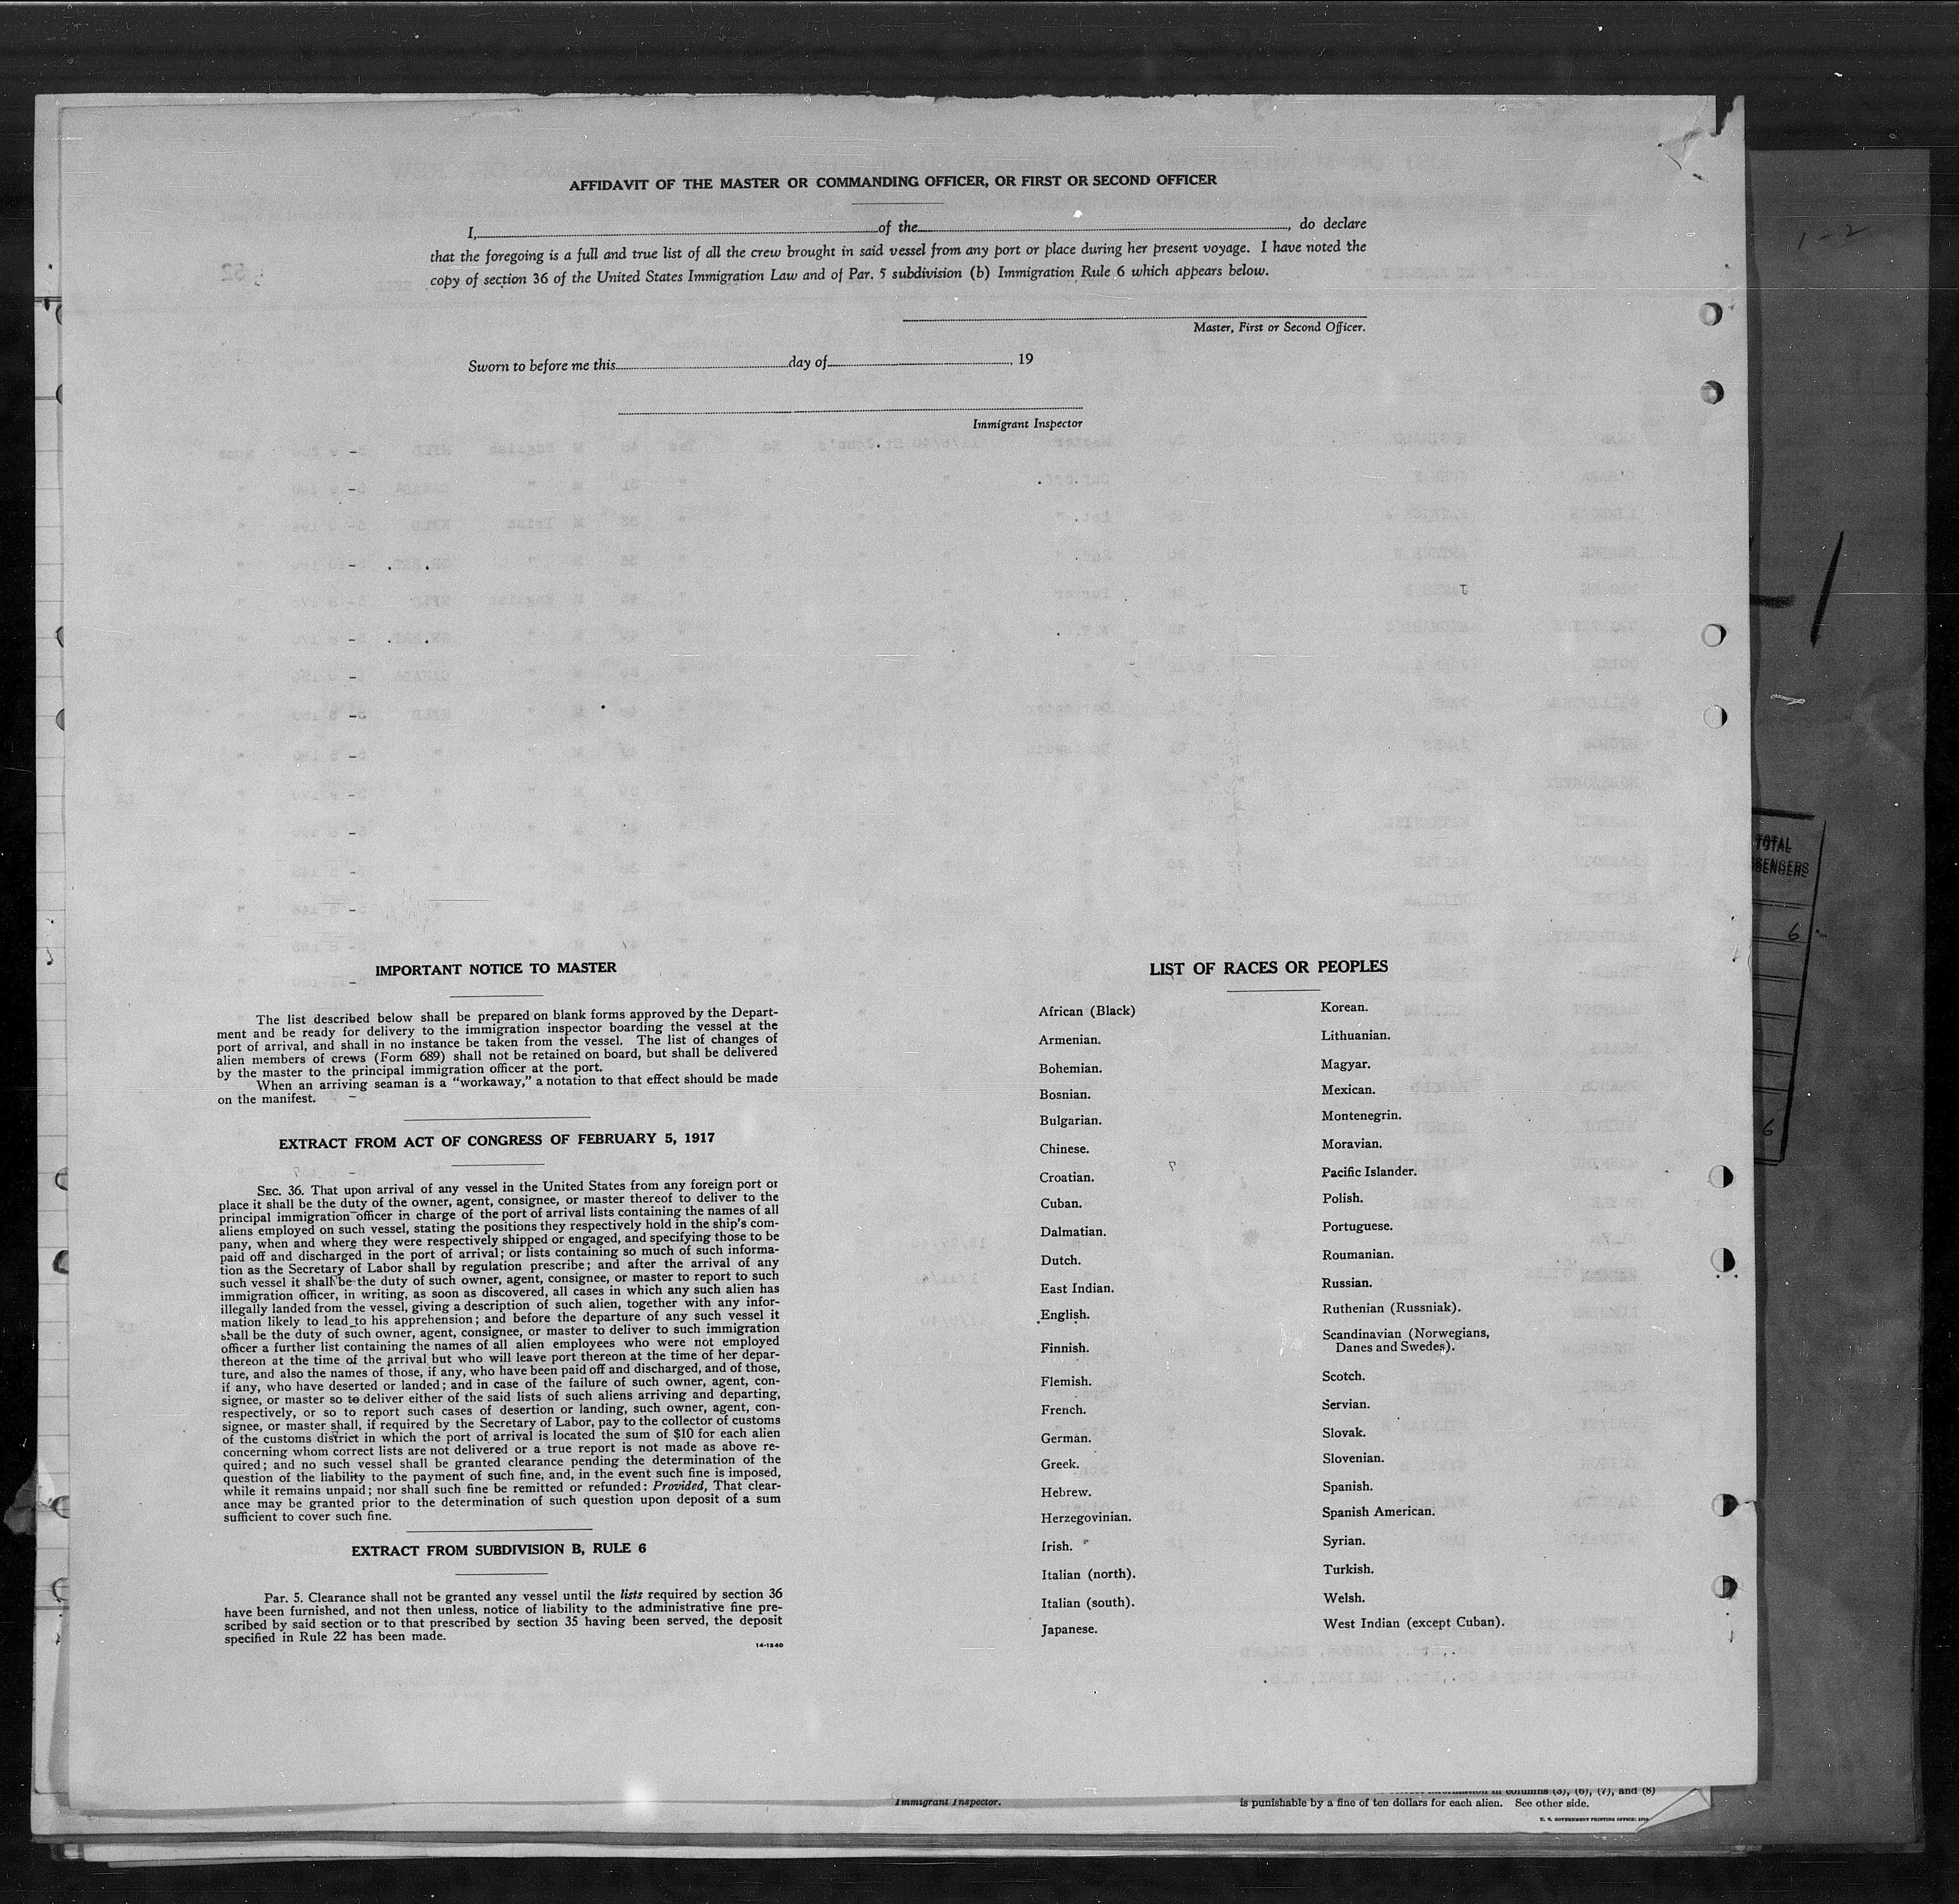 AFFIDAVIT OF THE MASTER OR COMMANDING OFFICER, OR FIRST OR SECOND OFFICER
I, of the , do declare
that the foregoing is a full and true list of all the crew brought in said vessel from any port or place during her present voyage. I have noted the
copy of section 36 of the United States Immigration Law and of Par. 5 subdivision (b) Immigration Rule 6 which appears below.
Master, First or Second Officer.
Sworn to before me this day of , 19
Immigrant Inspector
IMPORTANT NOTICE TO MASTER
The list described below shall be prepared on blank forms approved by the Depart-
ment and be ready for delivery to the immigration inspector boarding the vessel at the
port of arrival, and shall in no instance be taken from the vessel. The list of changes of
alien members of crews (Form 689) shall not be retained on board, but shall be delivered
by the master to the principal immigration officer at the port.
When an arriving seaman is a “workaway,” a notation to that effect should be made
on the manifest.
EXTRACT FROM ACT OF CONGRESS OF FEBRUARY 5, 1917
SEC. 36. That upon arrival of any vessel in the United States from any foreign port or
place it shall be the duty of the owner, agent, consignee, or master thereof to deliver to the
principal immigration officer in charge of the port of arrival lists containing the names of all
aliens employed on such vessel, stating the positions they respectively hold in the ship's com-
pany, when and where they were respectively shipped or engaged, and specifying those to be
paid off and discharged in the port of arrival; or lists containing so much of such informa-
tion as the Secretary of Labor shall by regulation prescribe; and after the arrival of any
such vessel it shall be the duty of such owner, agent, consignee, or master to report to such
immigration officer, in writing, as soon as discovered, all cases in which any such alien has
illegally landed from the vessel, giving a description of such alien, together with any infor-
mation likely to lead to his apprehension; and before the departure of any such vessel it
shall be the duty of such owner, agent, consignee, or master to deliver to such immigration
officer a further list containing the names of all alien employees who were not employed
thereon at the time of the arrival but who will leave port thereon at the time of her depar-
ture, and also the names of those, if any, who have been paid off and discharged, and of those,
if any, who have deserted or landed; and in case of the failure of such owner, agent, con-
signee, or master so to deliver either of the said lists of such aliens arriving and departing,
respectively, or so to report such cases of desertion or landing, such owner, agent, con-
signee, or master shall, if required by the Secretary of Labor, pay to the collector of customs
of the customs district in which the port of arrival is located the sum of $10 for each alien
concerning whom correct lists are not delivered or a true report is not made as above re-
quired; and no such vessel shall be granted clearance pending the determination of the
question of the liability to the payment of such fine, and, in the event such fine is imposed,
while it remains unpaid; nor shall such fine be remitted or refunded: Provided, That clear-
ance may be granted prior to the determination of such question upon deposit of a sum
sufficient to cover such fine.
EXTRACT FROM SUBDIVISION B, RULE 6
Par. 5. Clearance shall not be granted any vessel until the lists required by section 36
have been furnished, and not then unless, notice of liability to the administrative fine pre-
scribed by said section or to that prescribed by section 35 having been served, the deposit
specified in Rule 22 has been made.
14-1240
LIST OF RACES OR PEOPLES
African (Black)
Armenian.
Bohemian.
Bosnian.
Bulgarian.
Chinese.
Croatian.
Cuban.
Dalmatian.
Dutch.
East Indian.
English.
Finnish.
Flemish.
French.
German.
Greek.
Hebrew.
Herzegovinian.
Irish.
Italian (north).
Italian (south).
Japanese.
Korean.
Lithuanian.
Magyar.
Mexican.
Montenegrin.
Moravian.
Pacific Islander.
Polish.
Portuguese.
Roumanian.
Russian.
Ruthenian (Russniak).
Scandinavian (Norwegians,
Danes and Swedes).
Scotch.
Servian.
Slovak.
Slovenian.
Spanish.
Spanish American.
Syrian.
Turkish.
Welsh.
West Indian (except Cuban).
1-2
TOTAL
6
6
Immigrant Inspector.
information in columns (3), (6), (7), and (8)
is punishable by a fine of ten dollars for each alien. See other side.
U. S. GOVERNMENT PRINTING OFFICE: